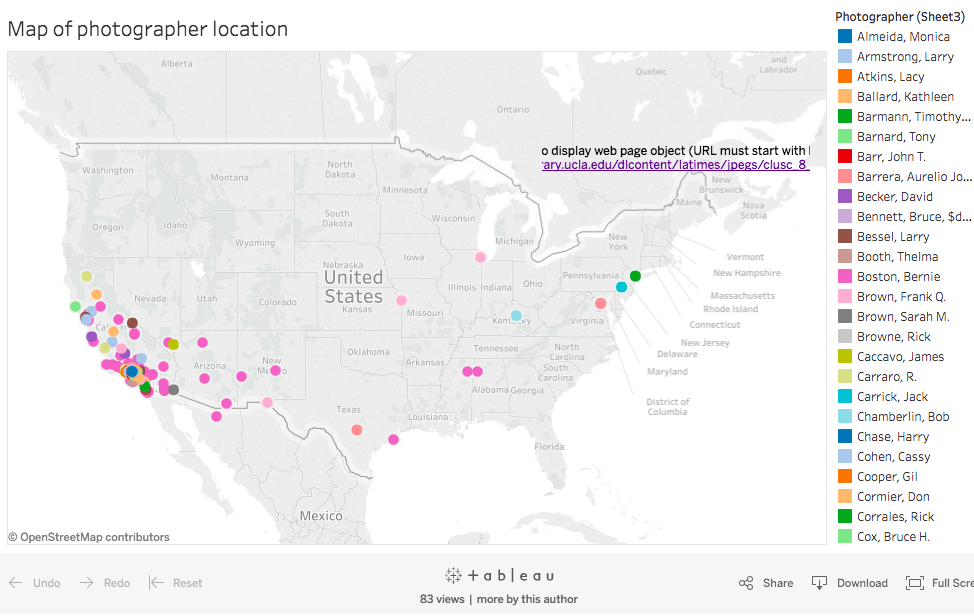 Map of photographer location
Photographer (Sheet3)
Almeida, Monica
Armstrong, Larry
Atkins, Lacy
Ballard, Kathleen
Barmann, Timothy...
Barnard, Tony
Barr, John T.
Barrera, Aurelio Jo...
Becker, David
Bennett, Bruce, $d...
Bessel, Larry
Booth, Thelma
Boston, Bernie
Brown, Frank Q.
Brown, Sarah M.
Browne, Rick
Caccavo, James
Carraro, R.
Carrick, Jack
Chamberlin, Bob
Chase, Harry
Cohen, Cassy
Cooper, Gil
Cormier, Don
Corrales, Rick
Cox, Bruce H.
Alberta
Quebec
and
Labrador
Ontario
o display web page object (URL must start with
ary.ucla.edu/dlcontent/latimes/jpegs/clusc_8_
Washington
Montana
North
Dakota
Minnesota
New
Brunswick
Maine
Nova
Scotia
Oregon
Idaho
South
Dakota
Wisconsin
Michigan
New
York
Wyoming
Vermont
New Hampshire
Nebraska
Iowa
Pennsylvania
United
States
Nevada
Utah
Colorado
Kansas
Missouri
Illinois
Indiana
Ohio
Massachusetts
Rhode Island
Connecticut
Virginia
New Jersey
Delaware
Maryland
Oklahoma
Tennessee
North
Carolina
Arizona
New
Arkansas
South
Carolina
Alabama
Georgia
District of
Columbia
Texas
Louisiana
Florida
Mexico
© OpenStreetMap contributors
Undo
Redo
Reset
+ableau
83 views | more by this author
Share
Download
Full Scre